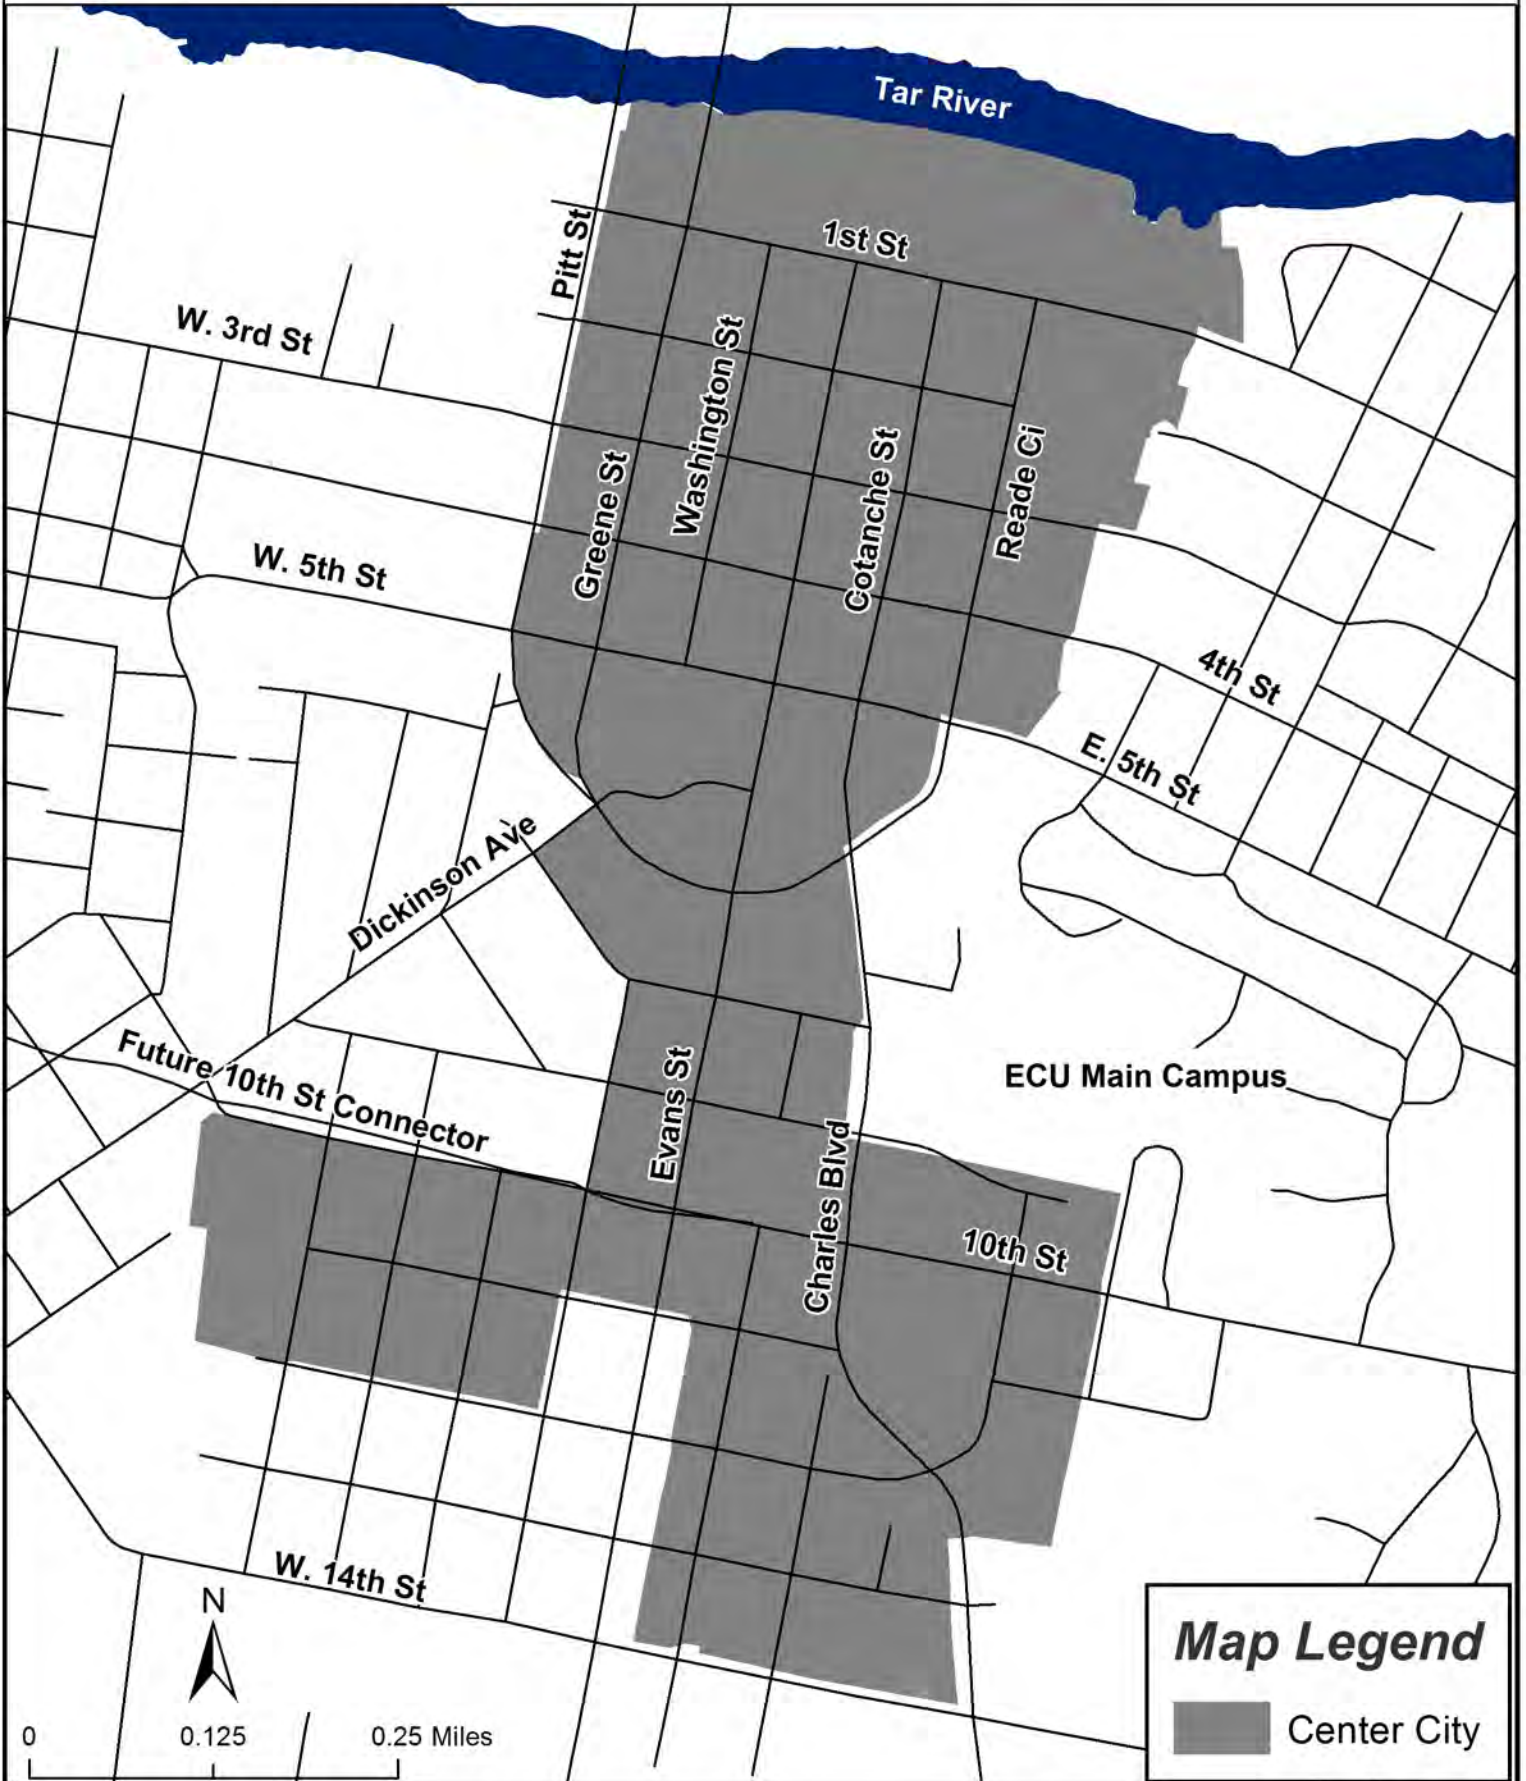 Tar River
1st St
Pitt St
W. 3rd St
Washington St
Greene St
Cotanche St
Reade Ci
W. 5th St
4th St
E. 5th St
Dickinson Ave
Future 10th St Connector
ECU Main Campus
Evans St
Charles Blvd
10th St
W. 14th St
N
0 0.125 0.25 Miles
Map Legend
Center City